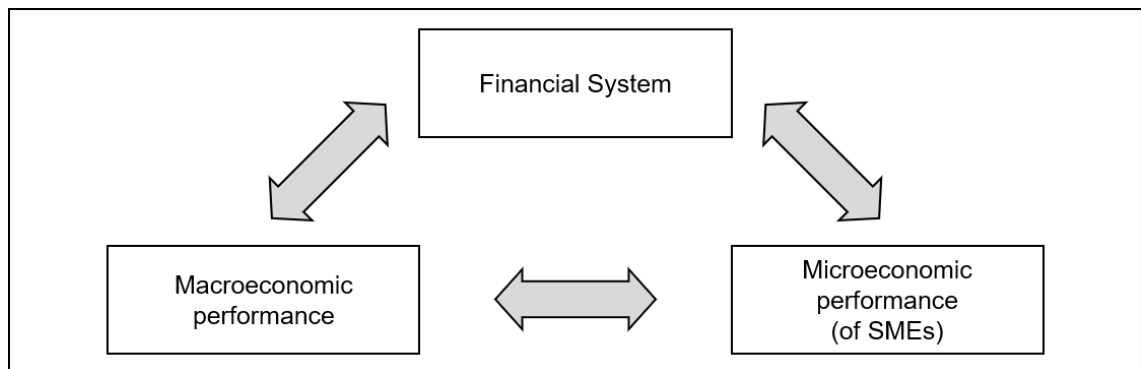 Financial System
Macroeconomic
performance
Microeconomic
performance
(of SMEs)